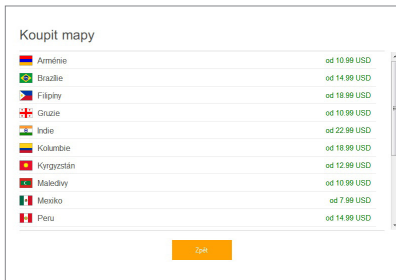 Koupit mapy
Arménie od 10.99 USD
Brazílie od 14.99 USD
Filipíny od 18.99 USD
Gruzie od 10.99 USD
Indie od 22.99 USD
Kolumbie od 18.99 USD
Kyrgyzstán od 12.99 USD
Maledivy od 10.99 USD
Mexiko od 7.99 USD
Peru od 14.99 USD
Zpět